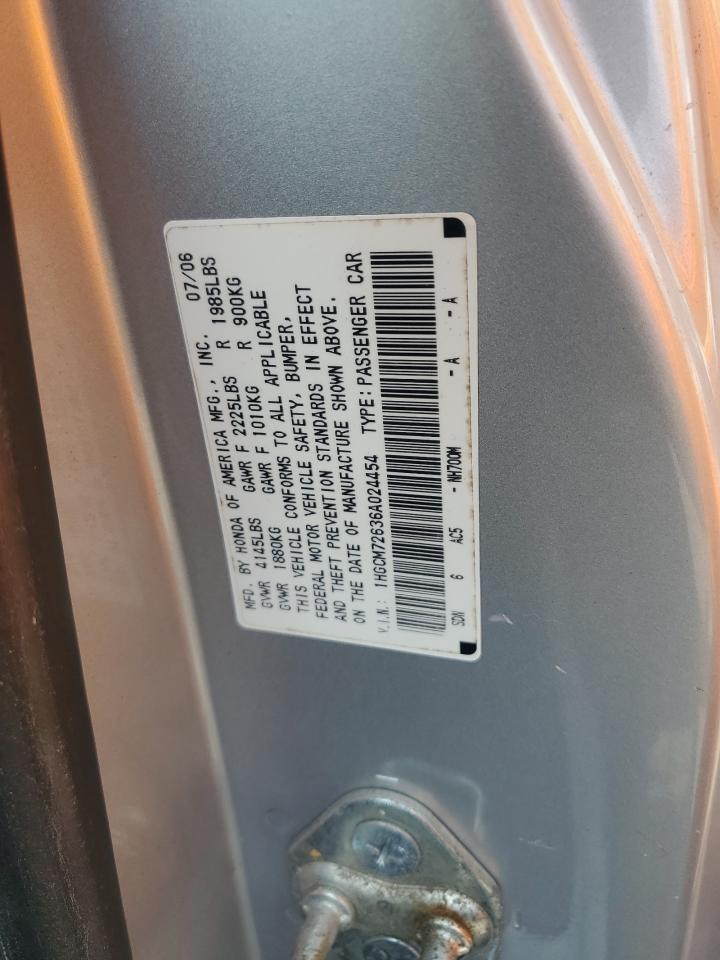 MFD. BY HONDA OF AMERICA MFG., INC. 07/06
GVWR 4145LBS GAWR F 2225LBS R 1985LBS
GVWR 1880KG GAWR F 1010KG R 900KG
THIS VEHICLE CONFORMS TO ALL APPLICABLE
FEDERAL MOTOR VEHICLE SAFETY, BUMPER,
AND THEFT PREVENTION STANDARDS IN EFFECT
ON THE DATE OF MANUFACTURE SHOWN ABOVE.
V.I.N.: 1HGCM72636A024454 TYPE:PASSENGER CAR
SDN 6 AC5 - NH700M - A - A